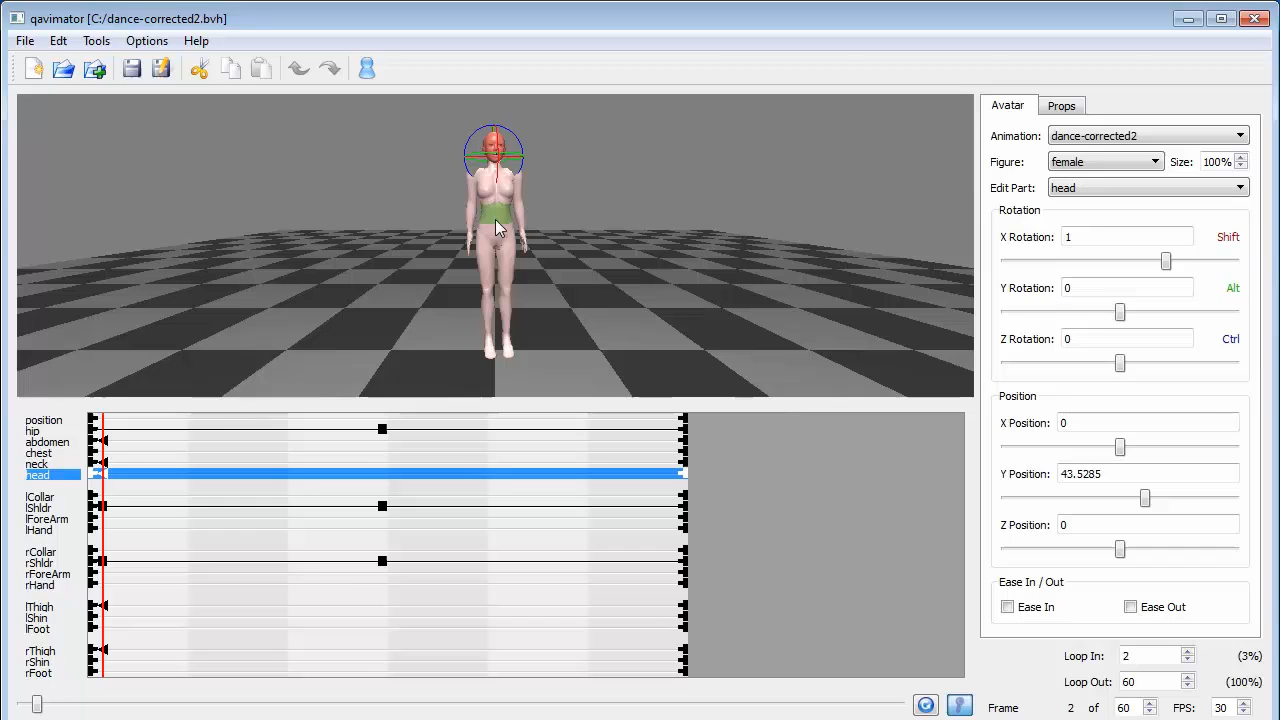 qavimator [C:/dance-corrected2.bvh]
File Edit Tools Options Help
Avatar Props
Animation: dance-corrected2
Figure: female Size: 100%
Edit Part: head
Rotation
X Rotation: 1 Shift
Y Rotation: 0 Alt
Z Rotation: 0 Ctrl
Position
X Position: 0
Y Position: 43.5285
Z Position: 0
Ease In / Out
Ease In Ease Out
position
hip
abdomen
chest
neck
head
lCollar
lShldr
lForeArm
lHand
rCollar
rShldr
rForeArm
rHand
lThigh
lShin
lFoot
rThigh
rShin
rFoot
Loop In: 2 (3%)
Loop Out: 60 (100%)
Frame 2 of 60 FPS: 30